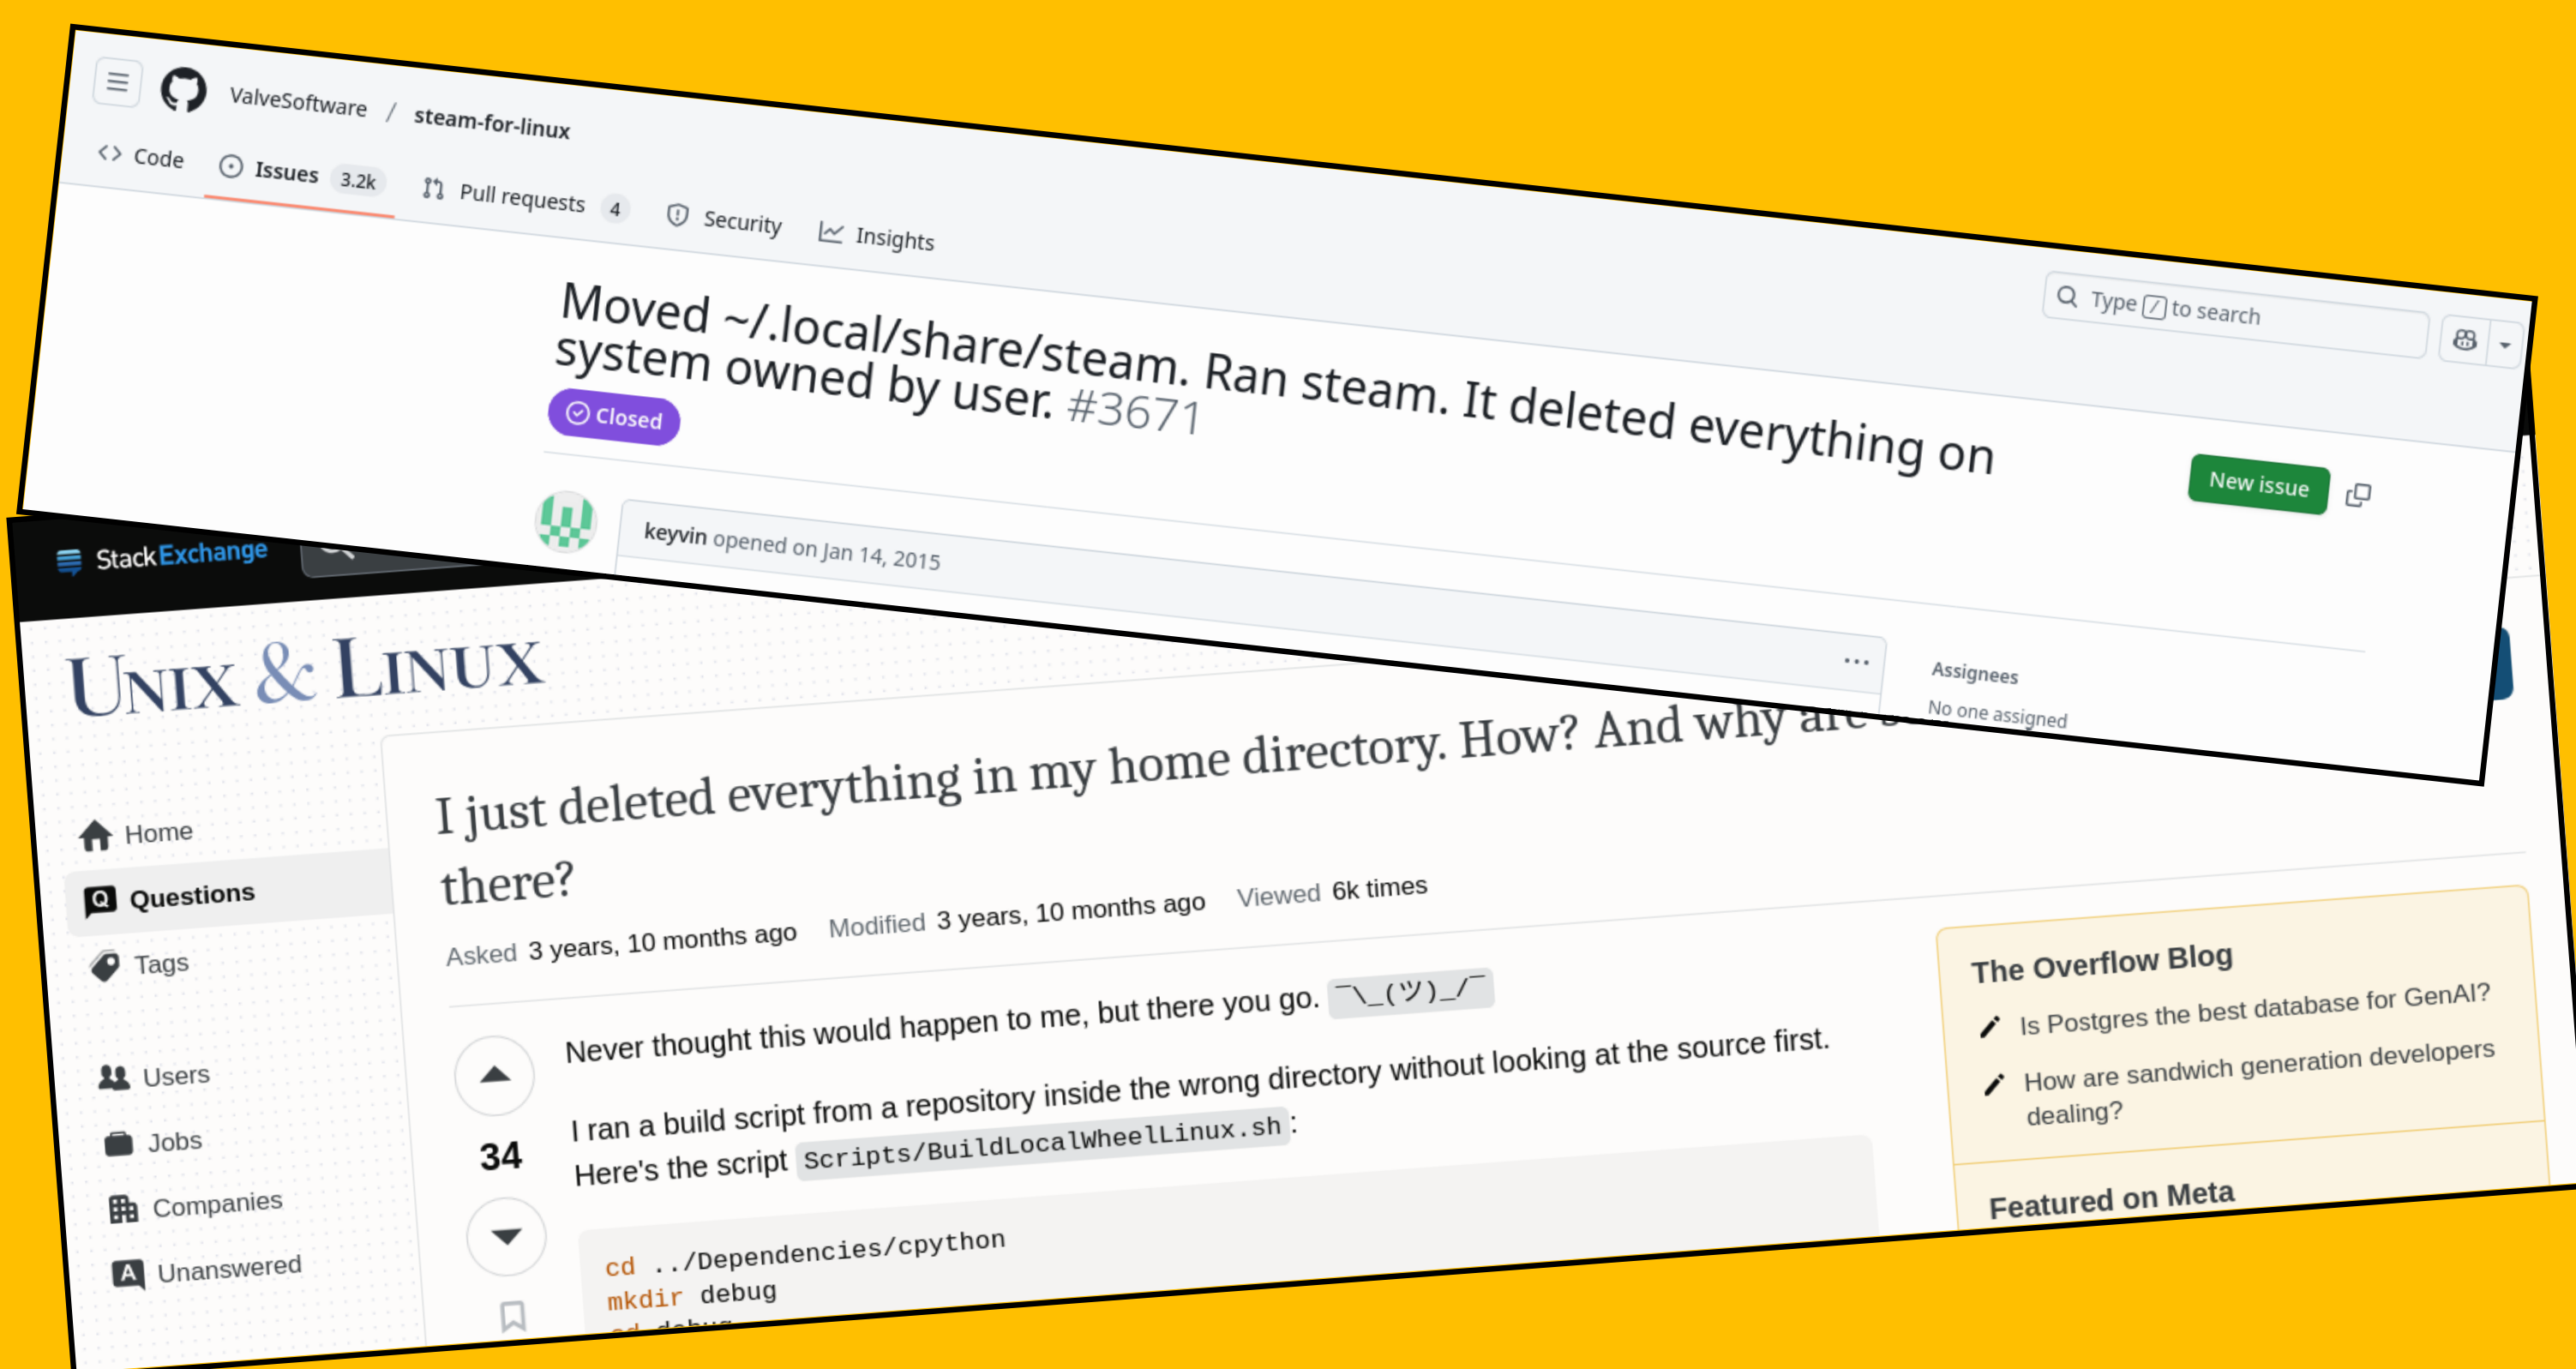 ValveSoftware / steam-for-linux
Code
Issues 3.2k
Pull requests 4
Security
Insights
Type / to search
Moved ~/.local/share/steam. Ran steam. It deleted everything on
system owned by user. #3671
New issue
Closed
keyvin opened on Jan 14, 2015
Assignees
No one assigned
StackExchange
UNIX & LINUX
Home
Questions
Tags
Users
Jobs
Companies
Unanswered
I just deleted everything in my home directory. How? And why are
there?
Asked 3 years, 10 months ago Modified 3 years, 10 months ago Viewed 6k times
34
Never thought this would happen to me, but there you go. ¯\_(ツ)_/¯
I ran a build script from a repository inside the wrong directory without looking at the source first.
Here's the script Scripts/BuildLocalWheelLinux.sh:
cd ../Dependencies/cpython
mkdir debug
cd debug
The Overflow Blog
Is Postgres the best database for GenAI?
How are sandwich generation developers
dealing?
Featured on Meta